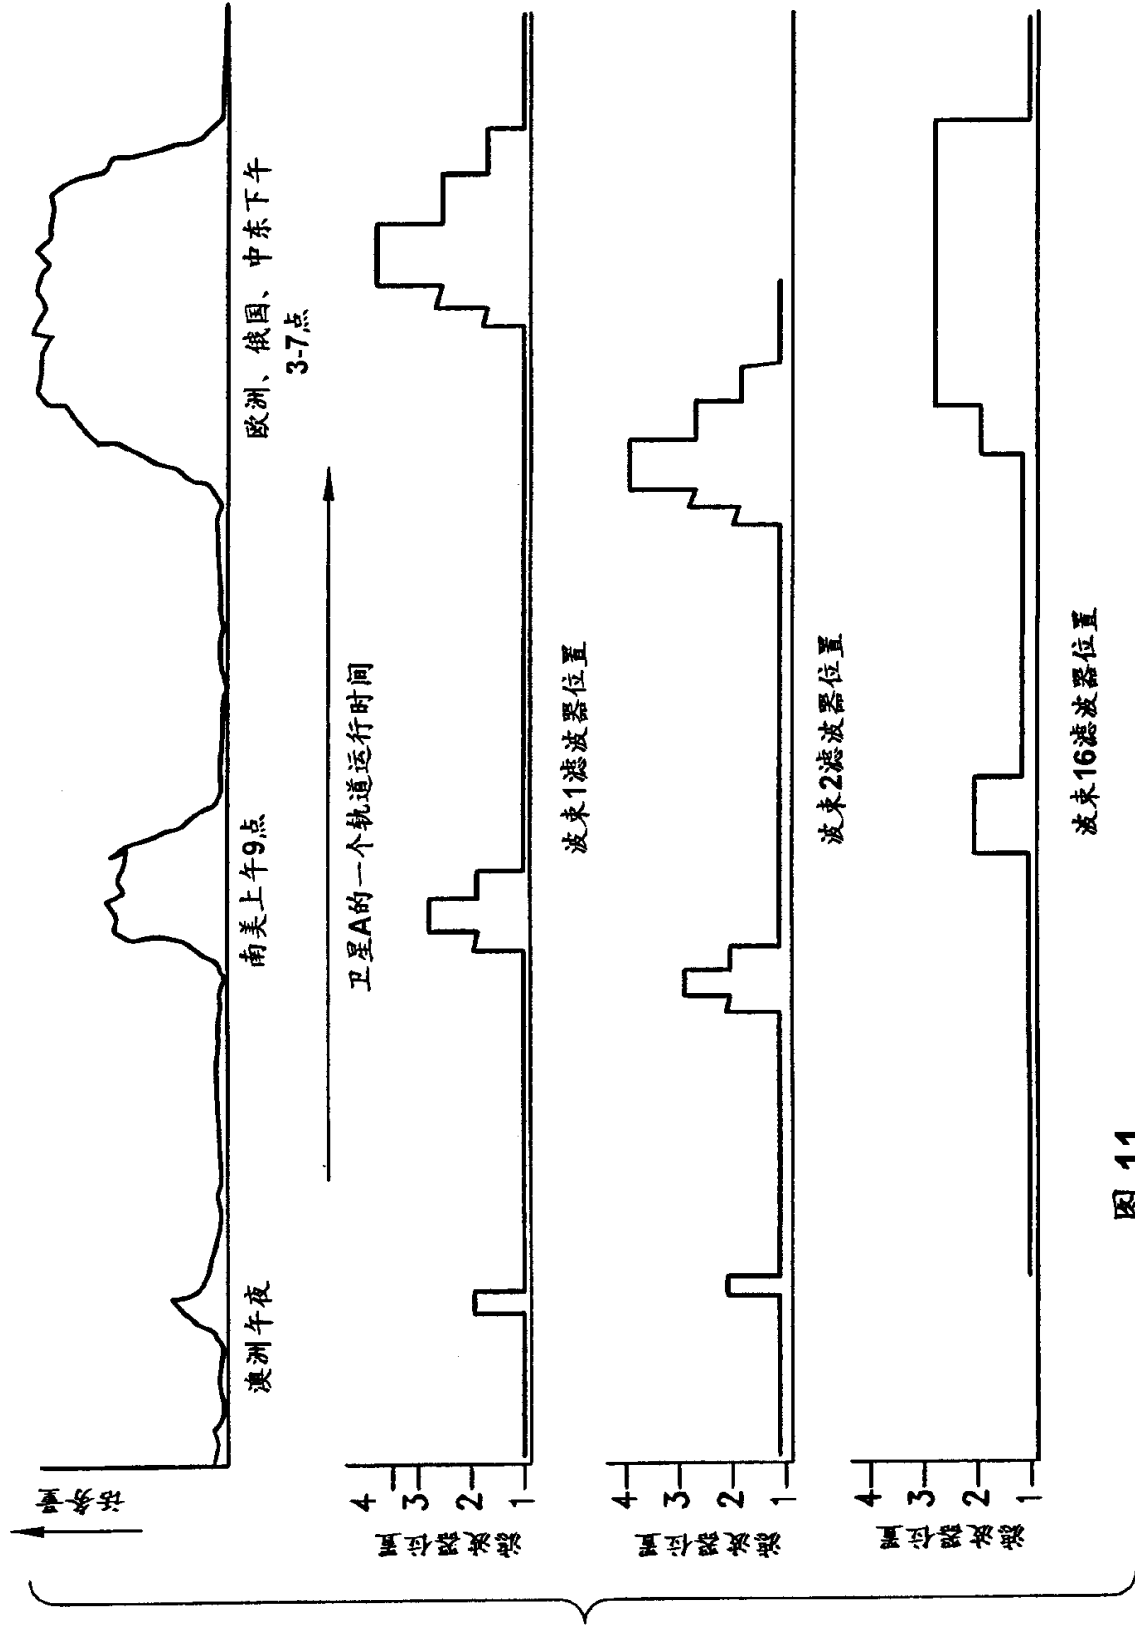 话务量
澳洲午夜
南美上午9点
欧洲、俄国、中东下午
3-7点
卫星A的一个轨道运行时间
滤波器位置
4
3
2
1
波束1滤波器位置
滤波器位置
4
3
2
1
波束2滤波器位置
滤波器位置
4
3
2
1
波束16滤波器位置
图 11